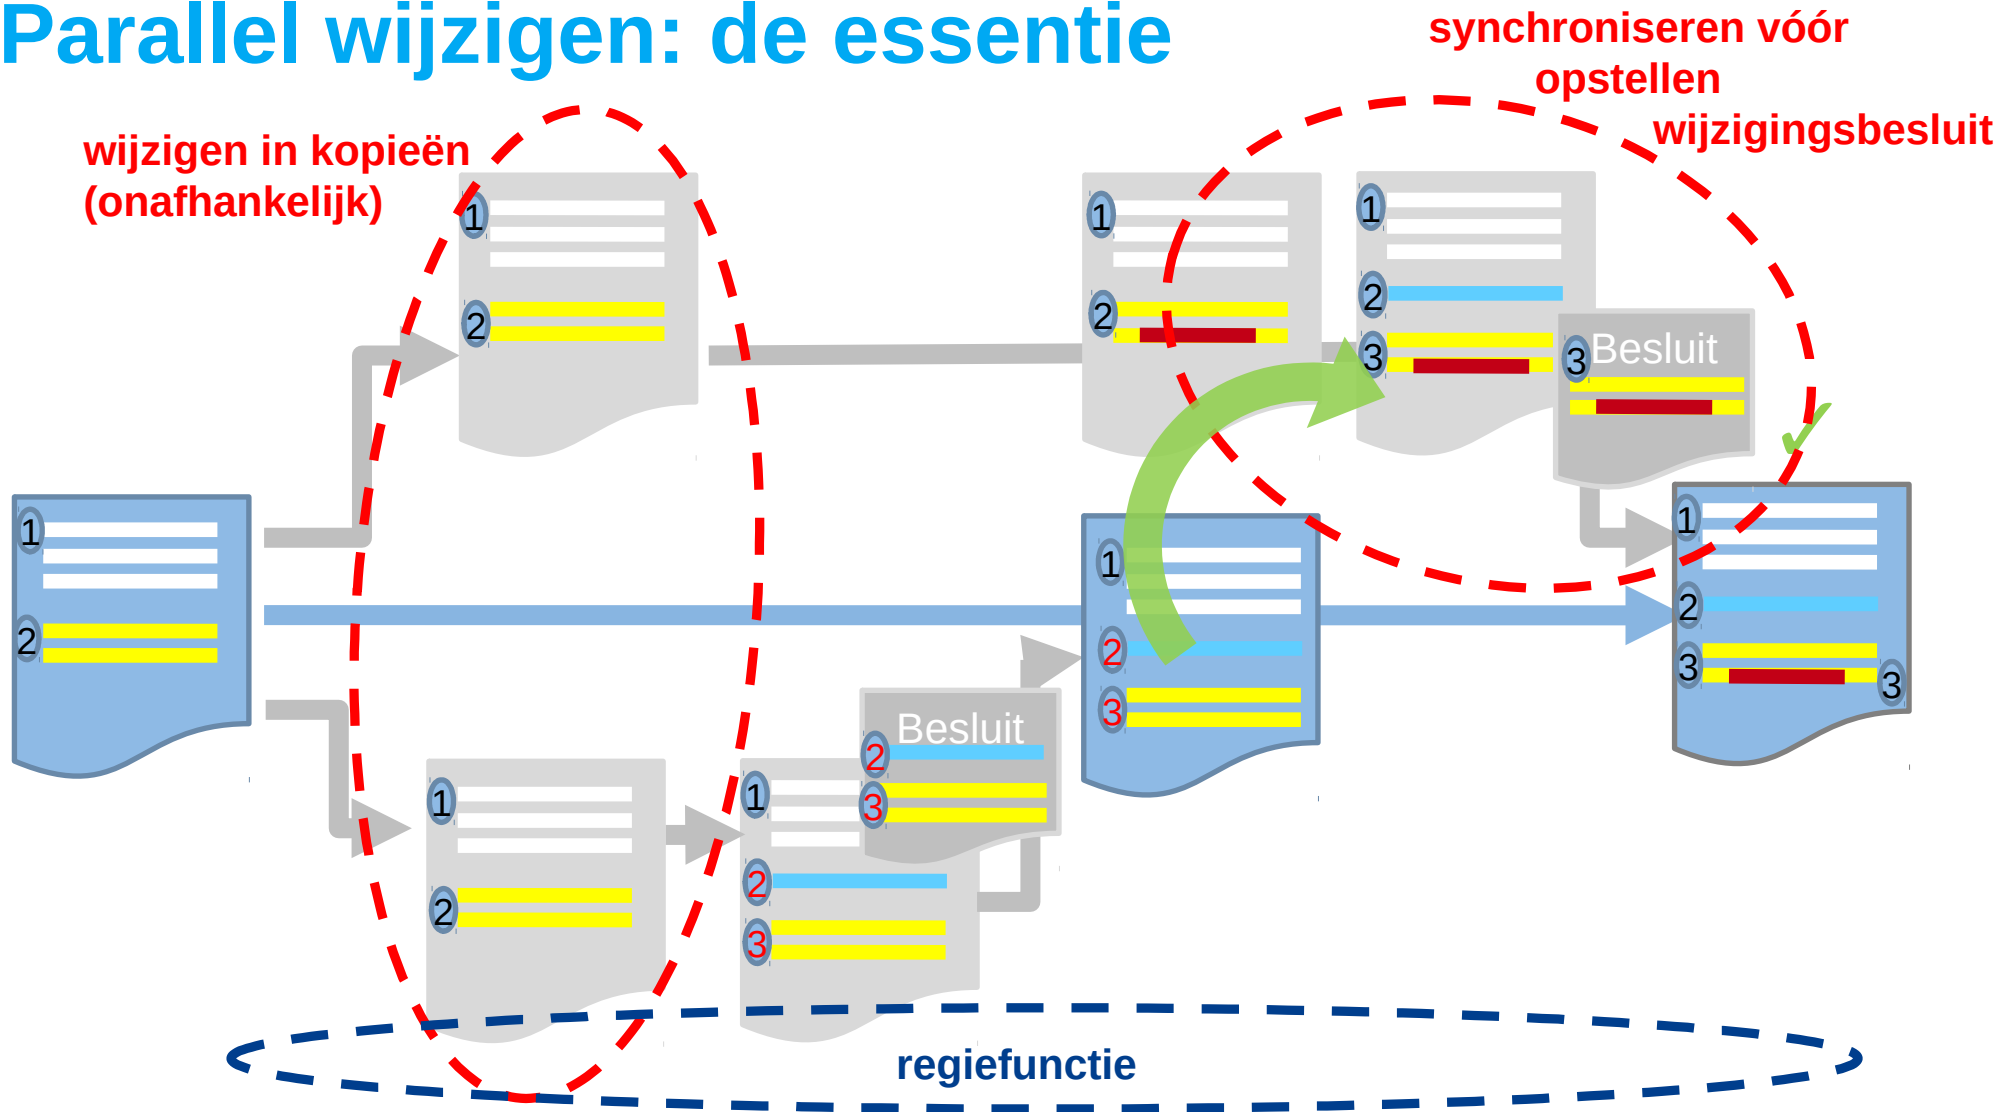 Parallel wijzigen: de essentie
synchroniseren vóór
opstellen
wijzigingsbesluit
wijzigen in kopieën
(onafhankelijk)
1
2
1
2
1
2
3
Besluit
3
1
2
1
2
3
1
2
3
3
Besluit
2
3
1
2
1
2
3
regiefunctie